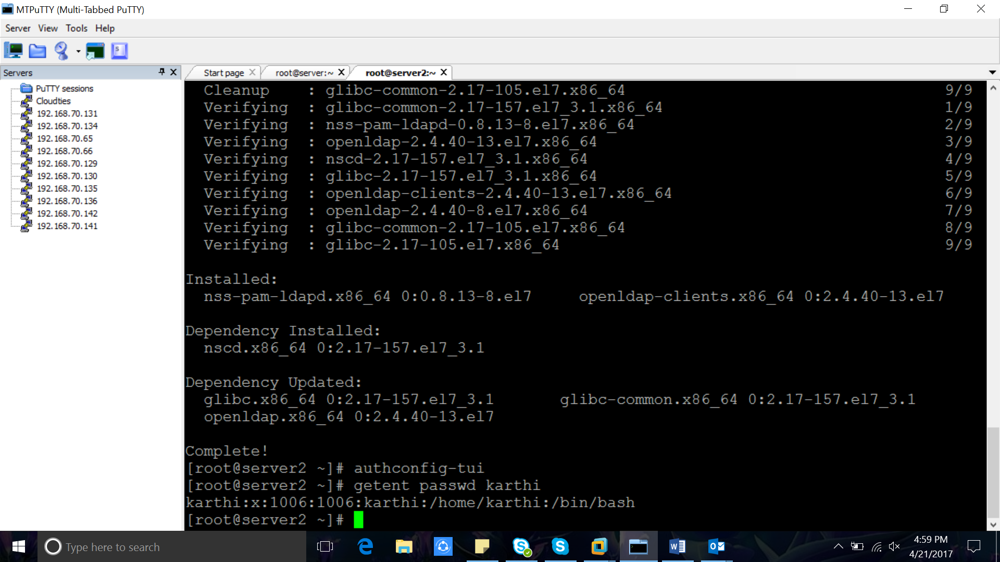 MTPuTTY (Multi-Tabbed PuTTY)
Server View Tools Help
Servers
Start page root@server:~ root@server2:~
PuTTY sessions
Cloudties
192.168.70.131
192.168.70.134
192.168.70.65
192.168.70.66
192.168.70.129
192.168.70.130
192.168.70.135
192.168.70.136
192.168.70.142
192.168.70.141
Cleanup : glibc-common-2.17-105.el7.x86_64 9/9
Verifying : glibc-common-2.17-157.el7_3.1.x86_64 1/9
Verifying : nss-pam-ldapd-0.8.13-8.el7.x86_64 2/9
Verifying : openldap-2.4.40-13.el7.x86_64 3/9
Verifying : nscd-2.17-157.el7_3.1.x86_64 4/9
Verifying : glibc-2.17-157.el7_3.1.x86_64 5/9
Verifying : openldap-clients-2.4.40-13.el7.x86_64 6/9
Verifying : openldap-2.4.40-8.el7.x86_64 7/9
Verifying : glibc-common-2.17-105.el7.x86_64 8/9
Verifying : glibc-2.17-105.el7.x86_64 9/9
Installed:
nss-pam-ldapd.x86_64 0:0.8.13-8.el7 openldap-clients.x86_64 0:2.4.40-13.el7
Dependency Installed:
nscd.x86_64 0:2.17-157.el7_3.1
Dependency Updated:
glibc.x86_64 0:2.17-157.el7_3.1 glibc-common.x86_64 0:2.17-157.el7_3.1
openldap.x86_64 0:2.4.40-13.el7
Complete!
[root@server2 ~]# authconfig-tui
[root@server2 ~]# getent passwd karthi
karthi:x:1006:1006:karthi:/home/karthi:/bin/bash
[root@server2 ~]#
Type here to search
4:59 PM
4/21/2017